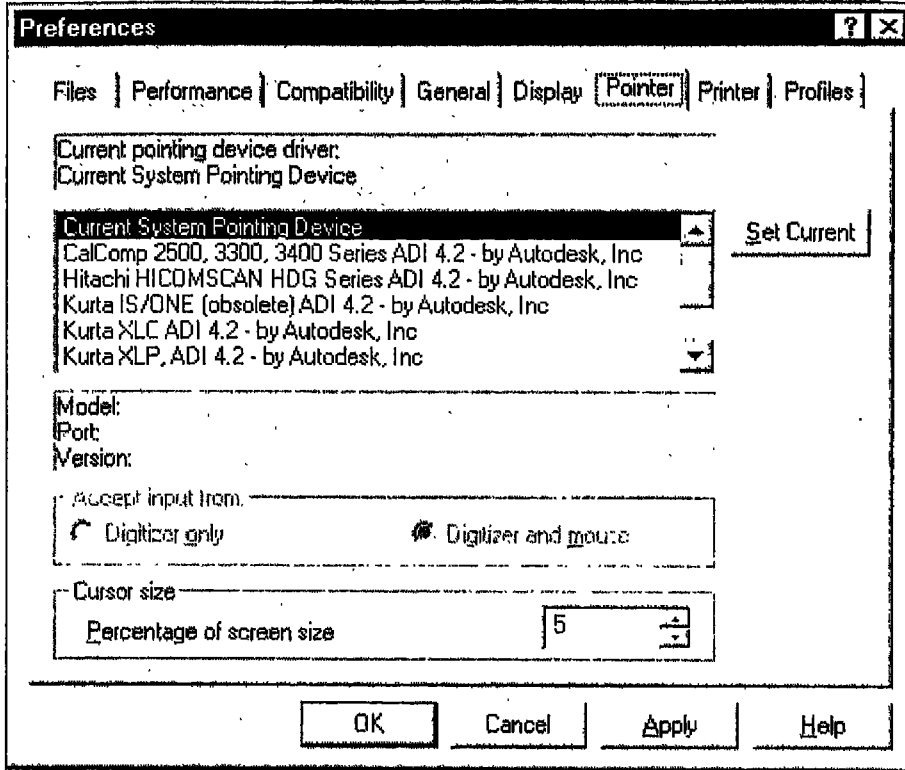 Preferences
Files Performance Compatibility General Display Pointer Printer Profiles
Current pointing device driver:
Current System Pointing Device
Current System Pointing Device
CalComp 2500, 3300, 3400 Series ADI 4.2 - by Autodesk, Inc
Hitachi HICOMSCAN HDG Series ADI 4.2 - by Autodesk, Inc
Kurta IS/ONE (obsolete) ADI 4.2 - by Autodesk, Inc
Kurta XLC ADI 4.2 - by Autodesk, Inc
Kurta XLP, ADI 4.2 - by Autodesk, Inc
Set Current
Model:
Port:
Version:
Accept input from:
Digitizer only
Digitizer and mouse
Cursor size
Percentage of screen size 5
OK Cancel Apply Help